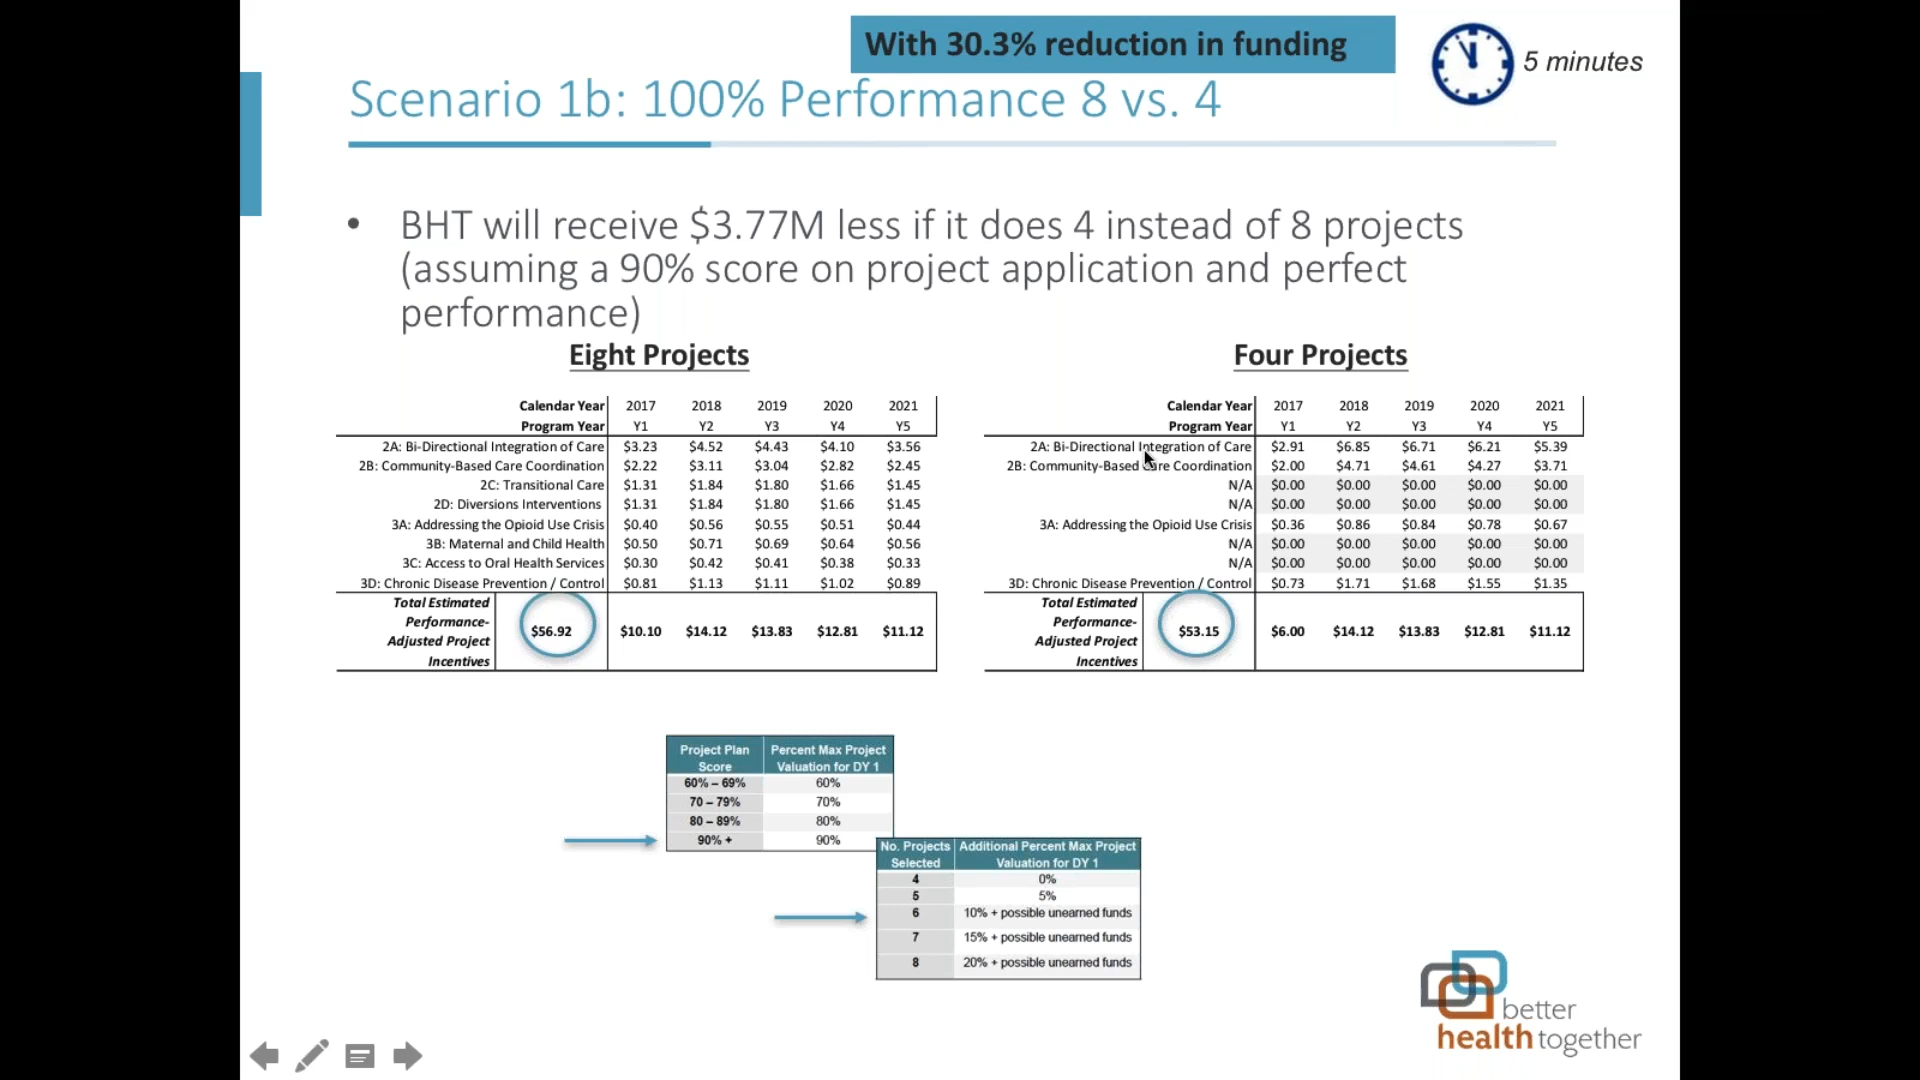 With 30.3% reduction in funding
5 minutes
Scenario 1b: 100% Performance 8 vs. 4
• BHT will receive $3.77M less if it does 4 instead of 8 projects
(assuming a 90% score on project application and perfect
performance)
Eight Projects
Calendar Year 2017 2018 2019 2020 2021
Program Year Y1 Y2 Y3 Y4 Y5
2A: Bi-Directional Integration of Care $3.23 $4.52 $4.43 $4.10 $3.56
2B: Community-Based Care Coordination $2.22 $3.11 $3.04 $2.82 $2.45
2C: Transitional Care $1.31 $1.84 $1.80 $1.66 $1.45
2D: Diversions Interventions $1.31 $1.84 $1.80 $1.66 $1.45
3A: Addressing the Opioid Use Crisis $0.40 $0.56 $0.55 $0.51 $0.44
3B: Maternal and Child Health $0.50 $0.71 $0.69 $0.64 $0.56
3C: Access to Oral Health Services $0.30 $0.42 $0.41 $0.38 $0.33
3D: Chronic Disease Prevention / Control $0.81 $1.13 $1.11 $1.02 $0.89
Total Estimated
Performance-
Adjusted Project
Incentives
$56.92 $10.10 $14.12 $13.83 $12.81 $11.12
Four Projects
Calendar Year 2017 2018 2019 2020 2021
Program Year Y1 Y2 Y3 Y4 Y5
2A: Bi-Directional Integration of Care $2.91 $6.85 $6.71 $6.21 $5.39
2B: Community-Based Care Coordination $2.00 $4.71 $4.61 $4.27 $3.71
N/A $0.00 $0.00 $0.00 $0.00 $0.00
N/A $0.00 $0.00 $0.00 $0.00 $0.00
3A: Addressing the Opioid Use Crisis $0.36 $0.86 $0.84 $0.78 $0.67
N/A $0.00 $0.00 $0.00 $0.00 $0.00
N/A $0.00 $0.00 $0.00 $0.00 $0.00
3D: Chronic Disease Prevention / Control $0.73 $1.71 $1.68 $1.55 $1.35
Total Estimated
Performance-
Adjusted Project
Incentives
$53.15 $6.00 $14.12 $13.83 $12.81 $11.12
Project Plan Score Percent Max Project Valuation for DY 1
60% – 69% 60%
70 – 79% 70%
80 – 89% 80%
90% + 90%
No. Projects Selected Additional Percent Max Project Valuation for DY 1
4 0%
5 5%
6 10% + possible unearned funds
7 15% + possible unearned funds
8 20% + possible unearned funds
better
health together